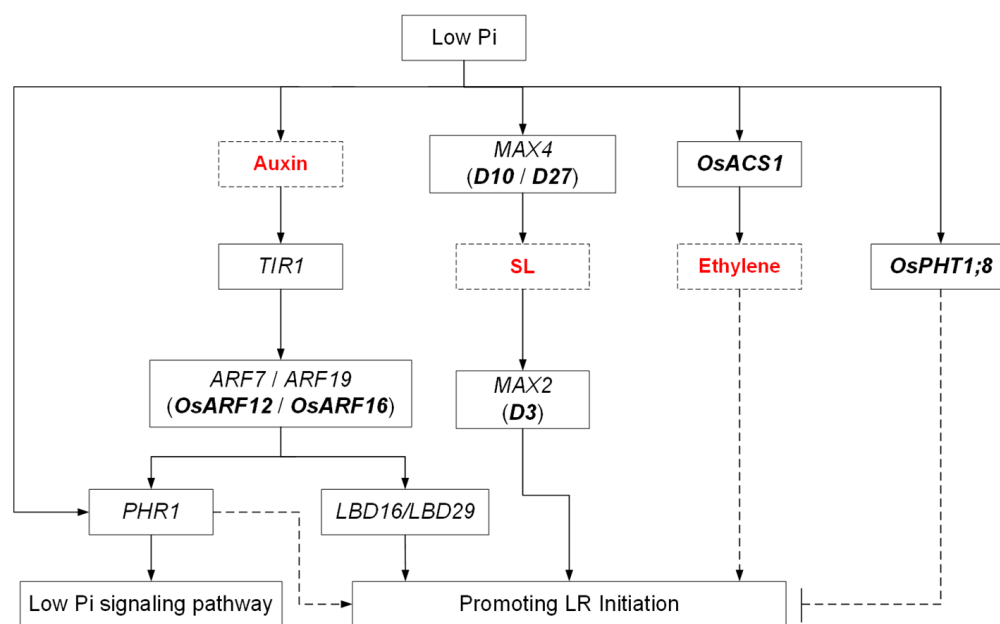 Low Pi
Auxin
MAX4
(D10 / D27)
OsACS1
TIR1
SL
Ethylene
OsPHT1;8
ARF7 / ARF19
(OsARF12 / OsARF16)
MAX2
(D3)
PHR1
LBD16/LBD29
Low Pi signaling pathway
Promoting LR Initiation